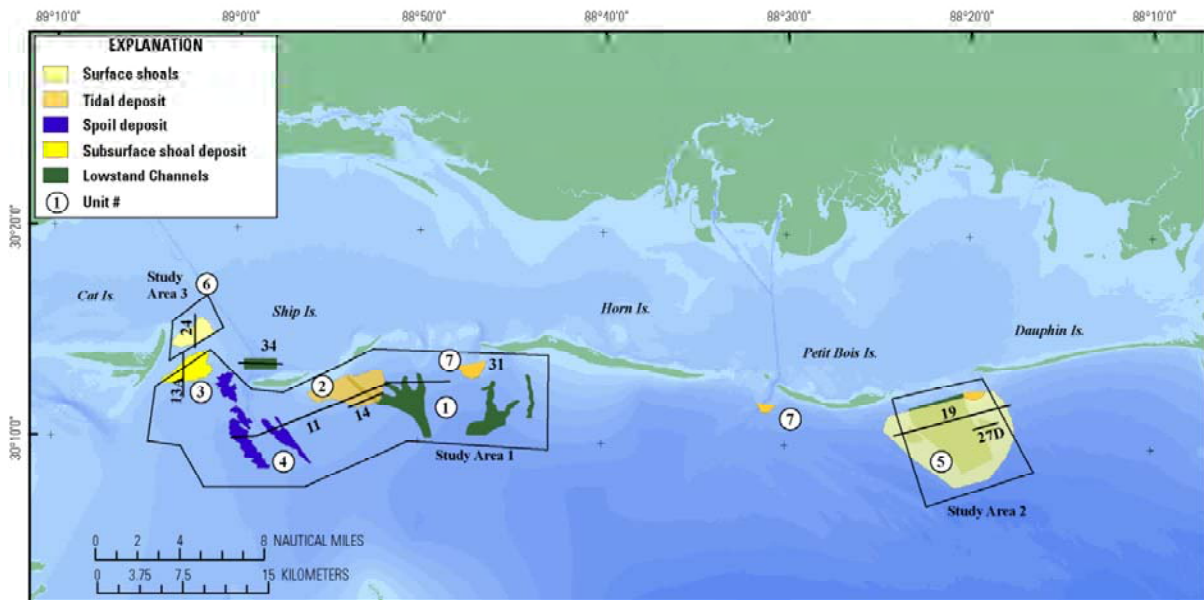 89°10'0" 89°0'0" 88°50'0" 88°40'0" 88°30'0" 88°20'0" 88°10'0"
EXPLANATION
Surface shoals
Tidal deposit
Spoil deposit
Subsurface shoal deposit
Lowstand Channels
1 Unit #
30°20'0"
30°10'0"
Study
Area 3
6
Cat Is.
Ship Is.
Horn Is.
Petit Bois Is.
Dauphin Is.
24
34
13A
3
2
7
31
11
14
1
4
Study Area 1
7
19
27D
5
Study Area 2
0 2 4 8 NAUTICAL MILES
0 3.75 7.5 15 KILOMETERS